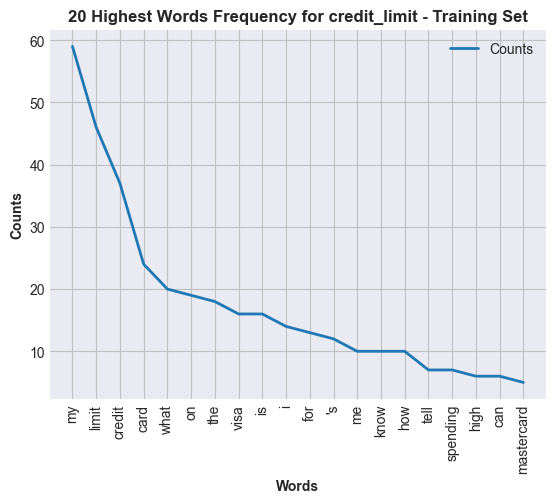 20 Highest Words Frequency for credit_limit - Training Set
Counts
60
50
40
30
20
10
Counts
my
limit
credit
card
what
on
the
visa
is
i
for
's
me
know
how
tell
spending
high
can
mastercard
Words